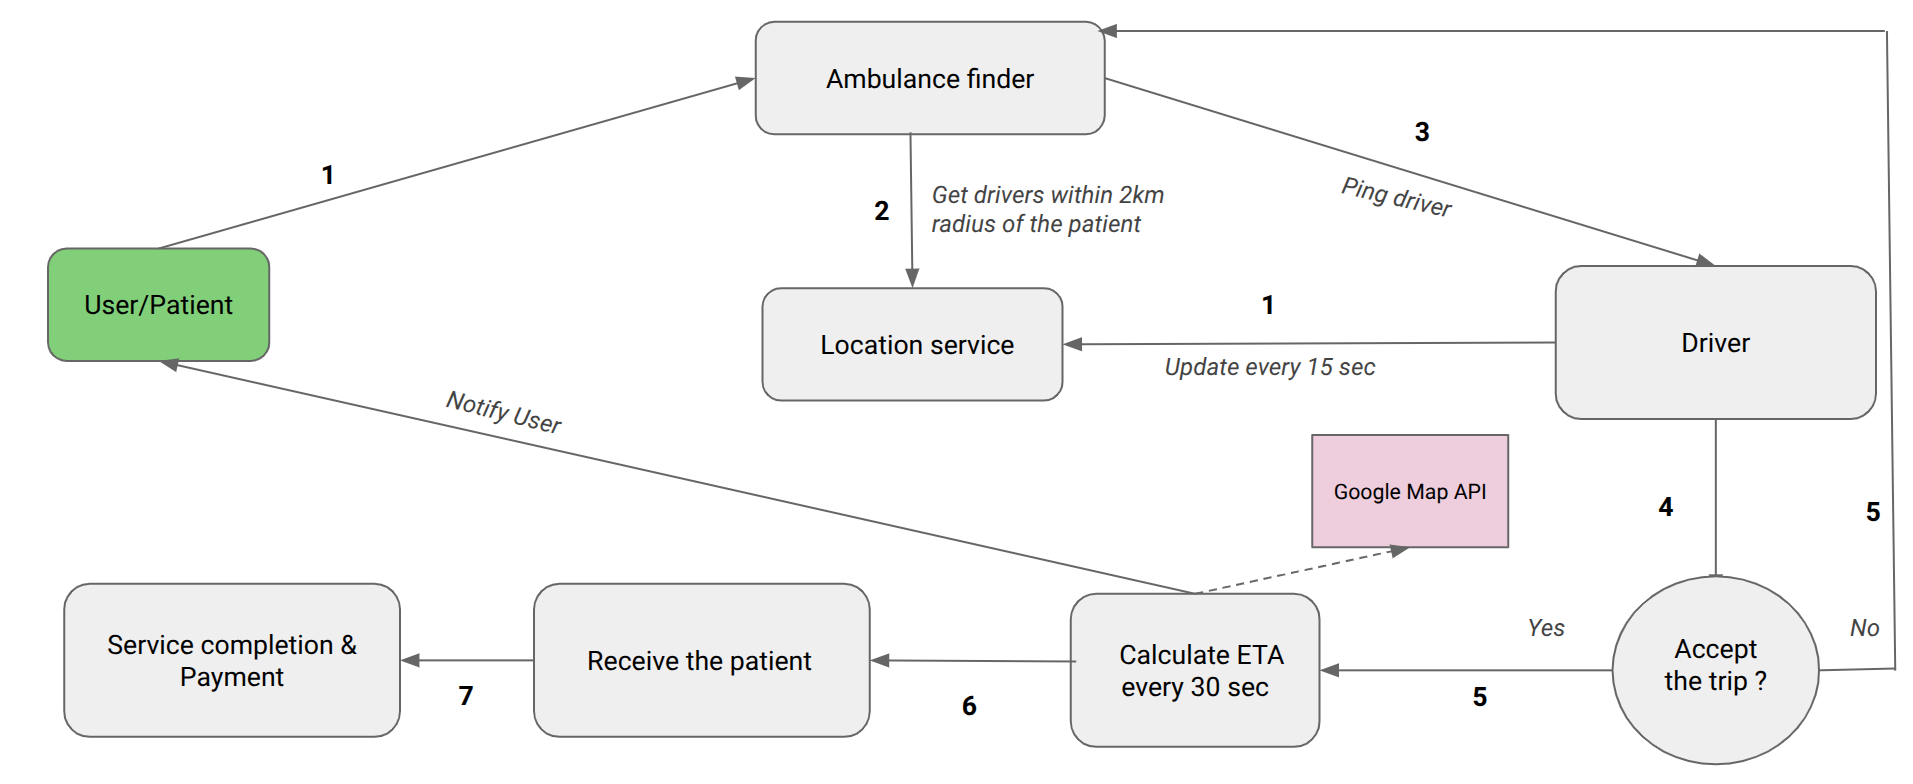 Ambulance finder
3
Ping driver
1
2
Get drivers within 2km
radius of the patient
User/Patient
Location service
1
Update every 15 sec
Driver
Notify User
Google Map API
4
5
Accept
the trip ?
Yes
No
5
Calculate ETA
every 30 sec
6
Receive the patient
7
Service completion &
Payment